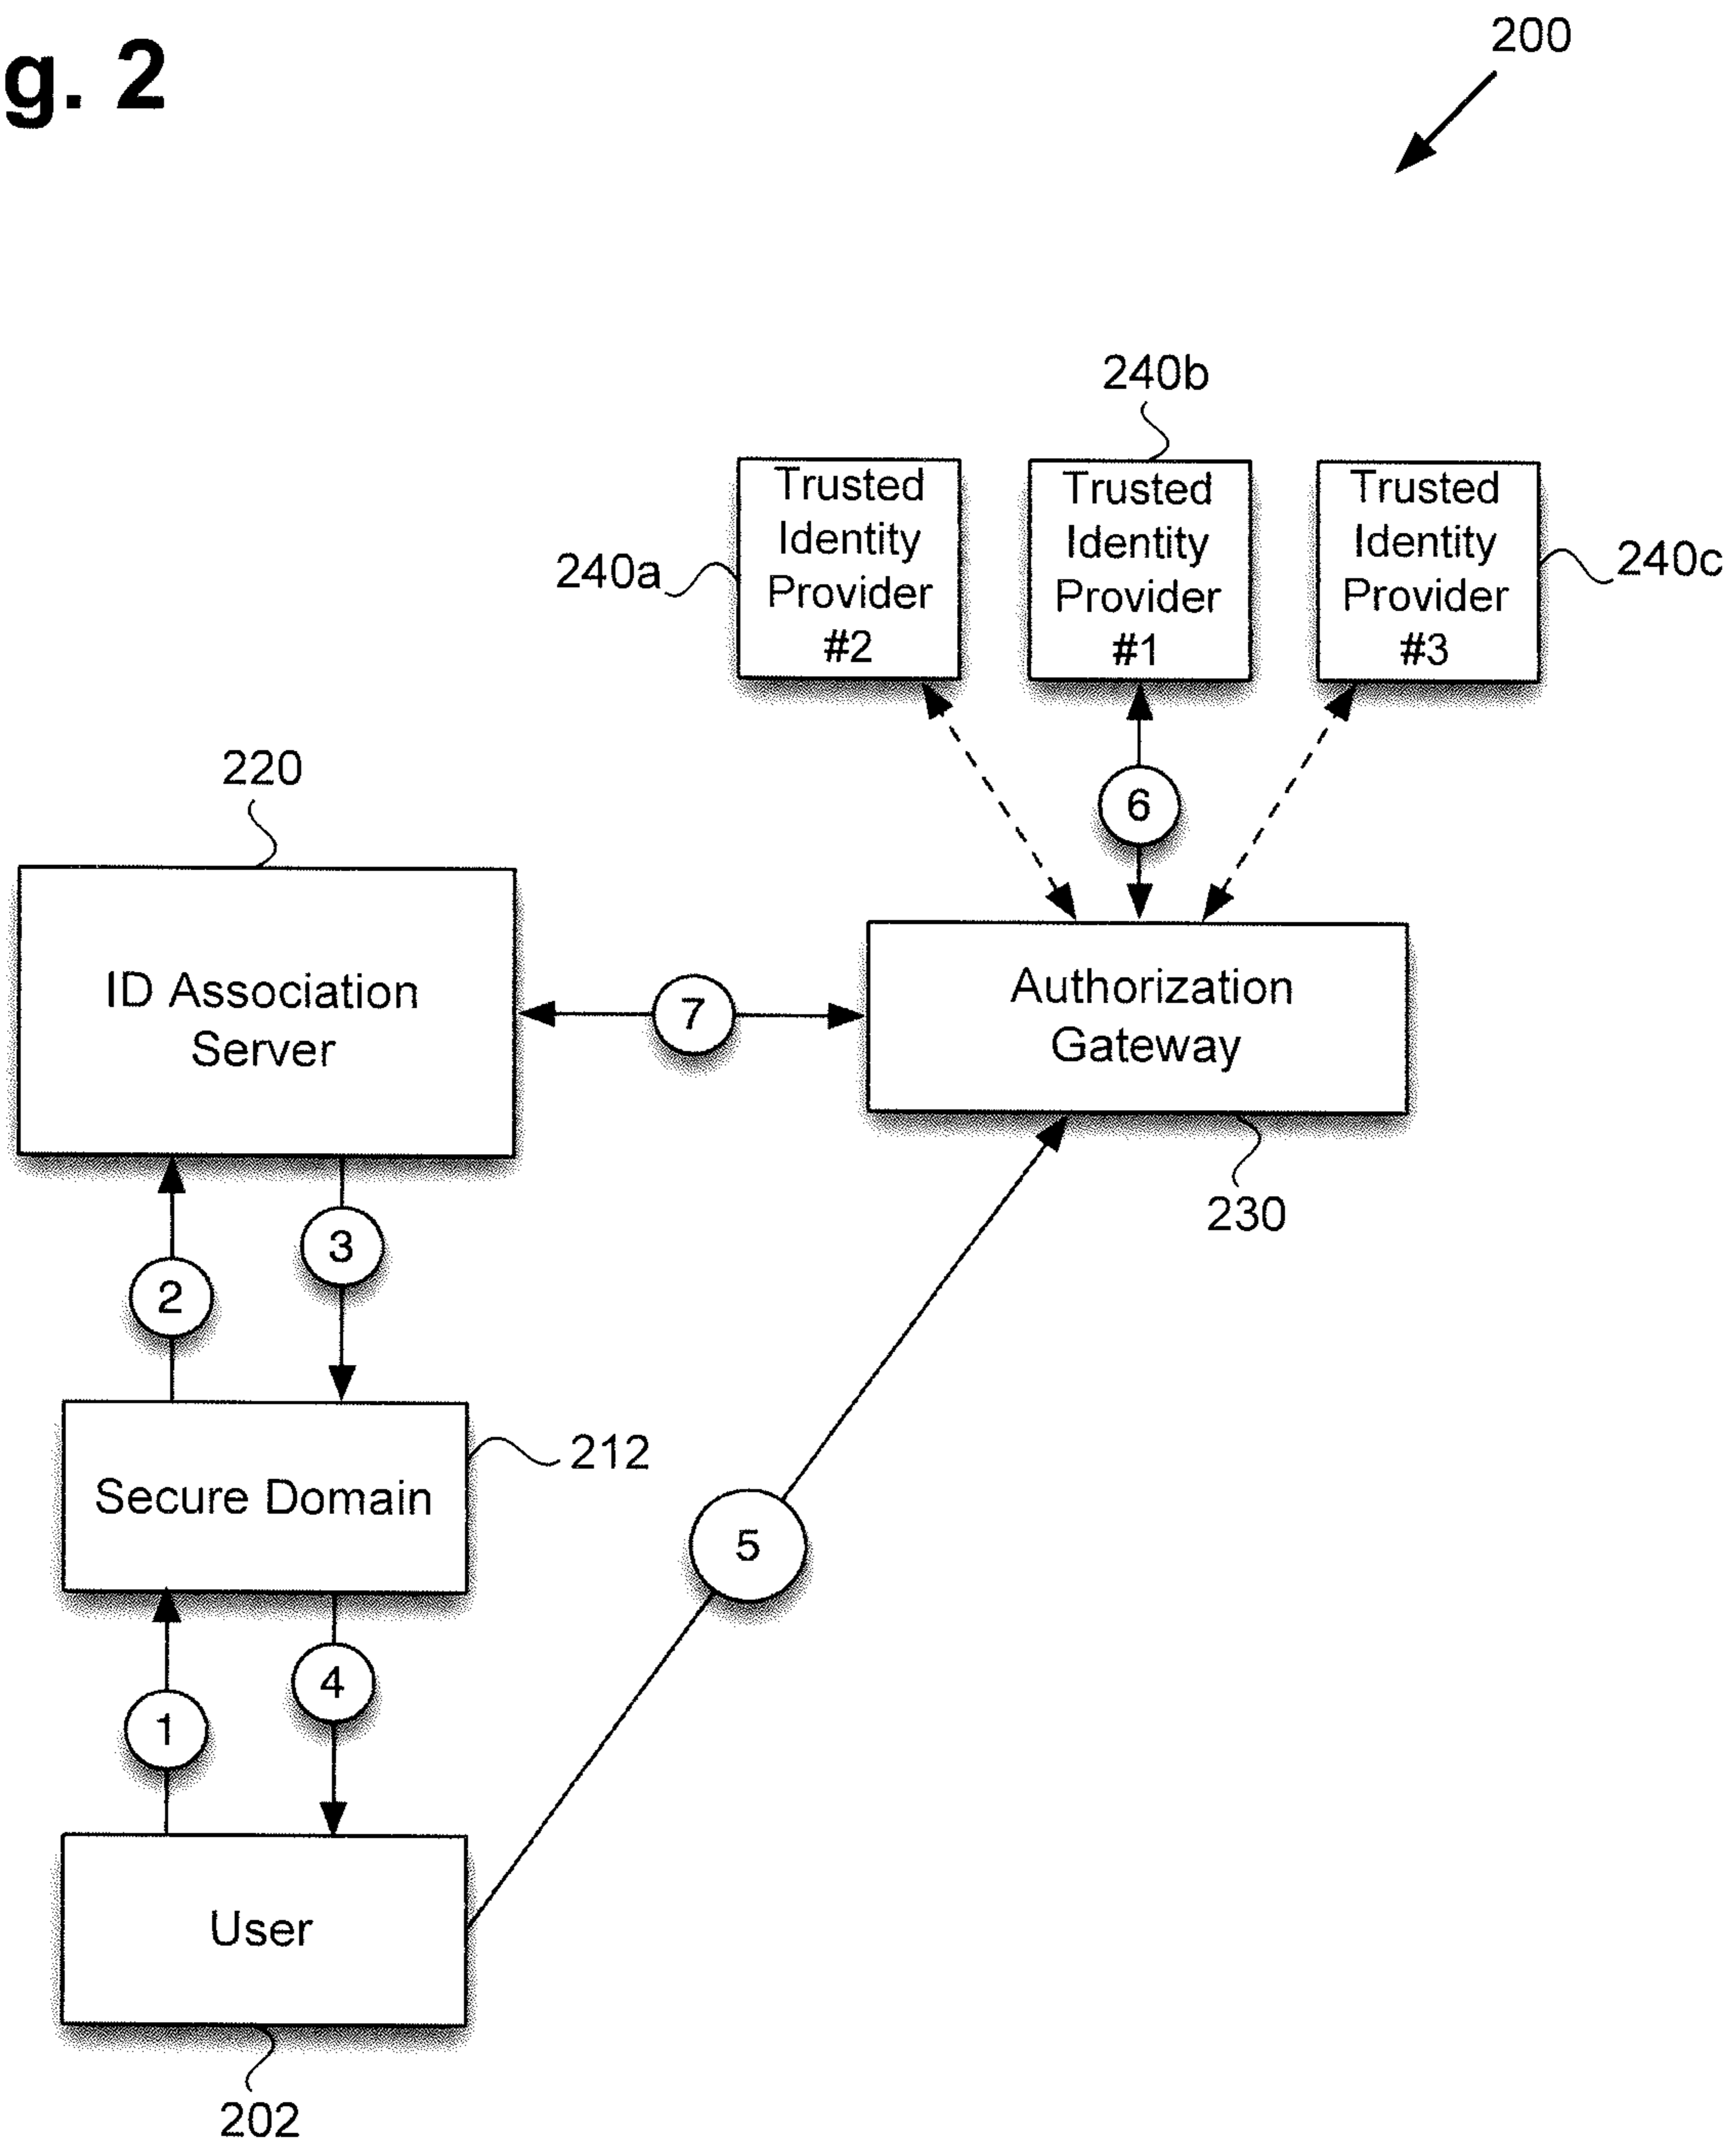 g. 2
200
240b
Trusted
Identity
Provider
#2
Trusted
Identity
Provider
#1
Trusted
Identity
Provider
#3
240a
240c
6
220
ID Association
Server
7
Authorization
Gateway
230
3
2
Secure Domain
212
5
4
1
User
202